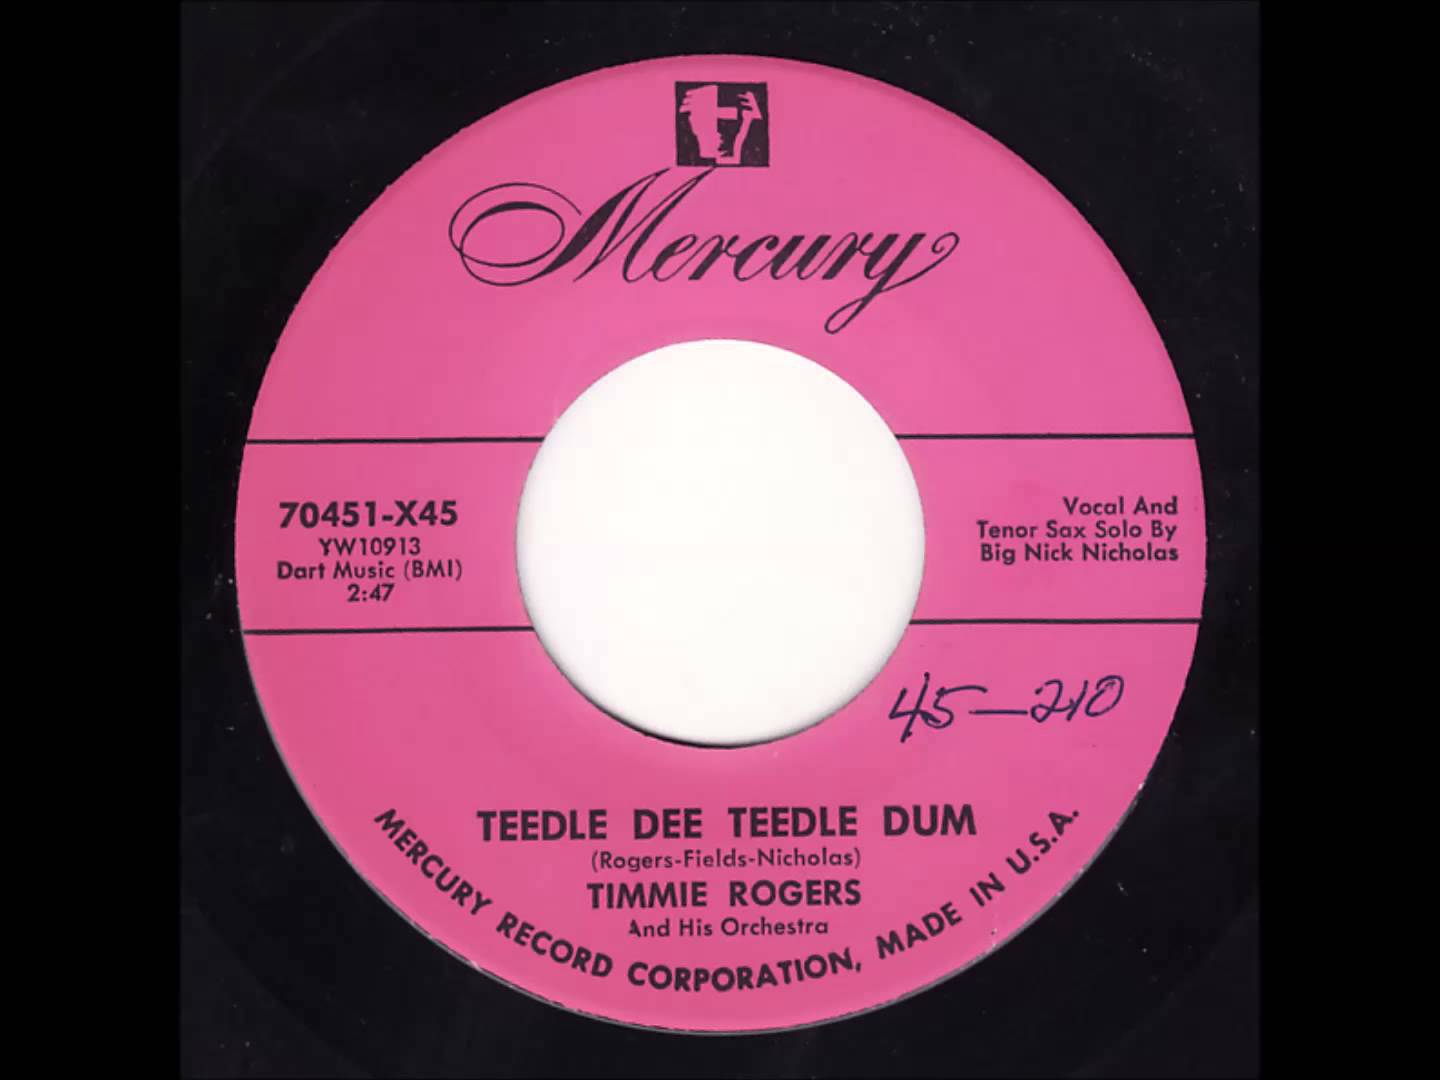 Mercury
70451-X45
YW10913
Dart Music (BMI)
2:47
Vocal And
Tenor Sax Solo By
Big Nick Nicholas
45-210
TEEDLE DEE TEEDLE DUM
(Rogers-Fields-Nicholas)
TIMMIE ROGERS
And His Orchestra
MERCURY RECORD CORPORATION, MADE IN U.S.A.